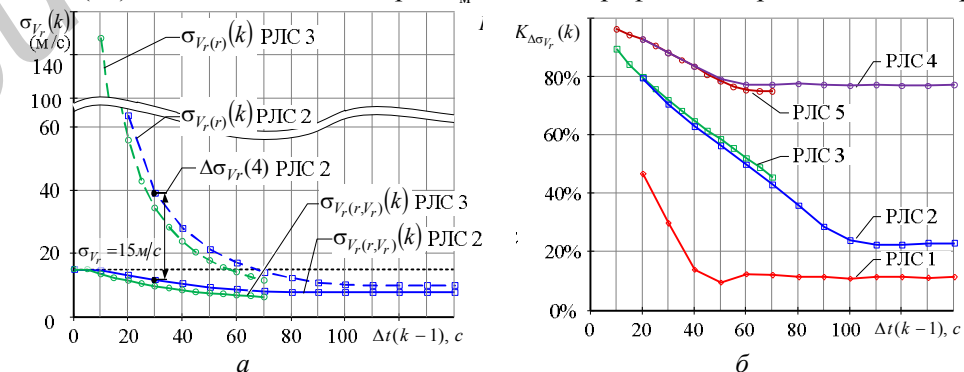 σ_{V_r}(k)
(м/с)
140
100
60
40
20
0
σ_{V_r(r)}(k) РЛС 3
σ_{V_r(r)}(k) РЛС 2
Δσ_{Vr}(4) РЛС 2
σ_{V_r(r,V_r)}(k) РЛС 3
σ_{V_r(r,V_r)}(k) РЛС 2
σ_{V_r} = 15м/с
0 20 40 60 80 100 Δt(k − 1), с
а
K_{Δσ_{V_r}}(k)
80%
60%
40%
20%
0%
РЛС 4
РЛС 5
РЛС 3
РЛС 2
РЛС 1
0 20 40 60 80 100 Δt(k − 1), с
б